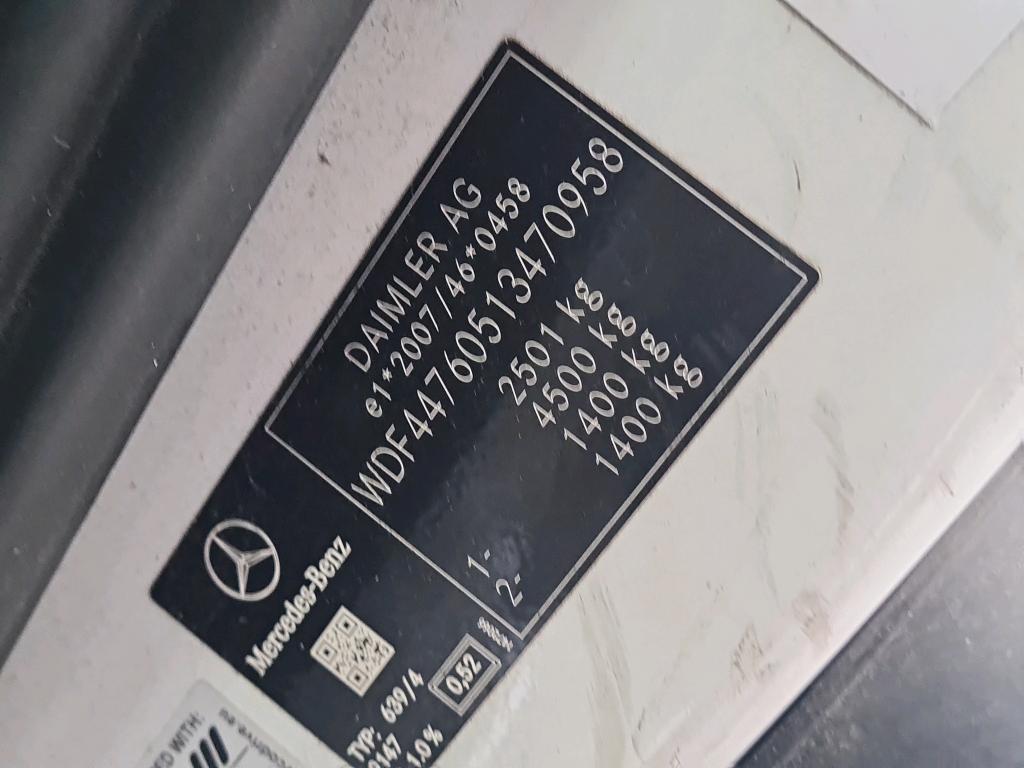 DAIMLER AG
e1*2007/46*0458
WDF44760513470958
2501 kg
4500 kg
1- 1400 kg
2- 1400 kg
Mercedes-Benz
TYP: 639/4
1.0 %
0,52
WITH: